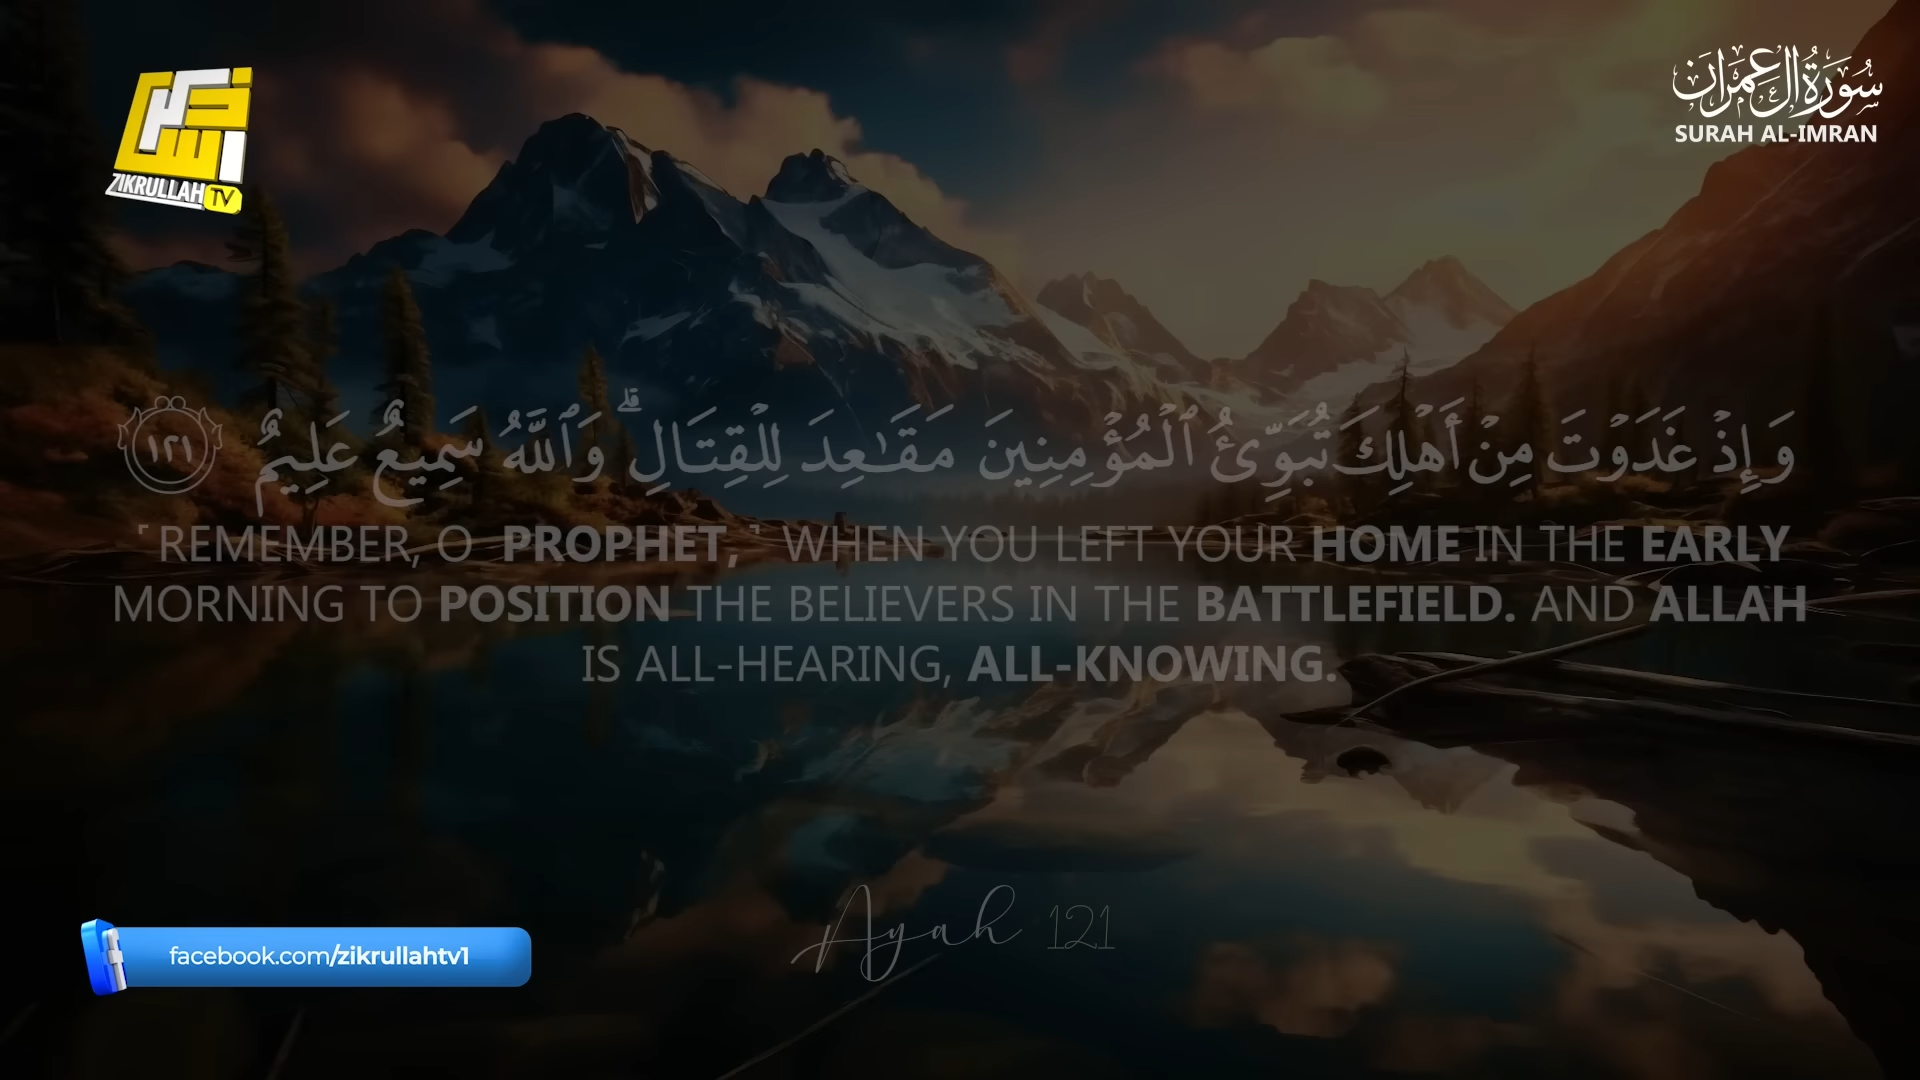 ذكر الله
ZIKRULLAH TV
سُورَةُ اٰل عِمرَان
SURAH AL-IMRAN
وَإِذۡ غَدَوۡتَ مِنۡ أَهۡلِكَ تُبَوِّئُ ٱلۡمُؤۡمِنِينَ مَقَٰعِدَ لِلۡقِتَالِۗ وَٱللَّهُ سَمِيعٌ عَلِيمٌ ١٢١
˹REMEMBER, O PROPHET,˺ WHEN YOU LEFT YOUR HOME IN THE EARLY
MORNING TO POSITION THE BELIEVERS IN THE BATTLEFIELD. AND ALLAH
IS ALL-HEARING, ALL-KNOWING.
Ayah 121
facebook.com/zikrullahtv1